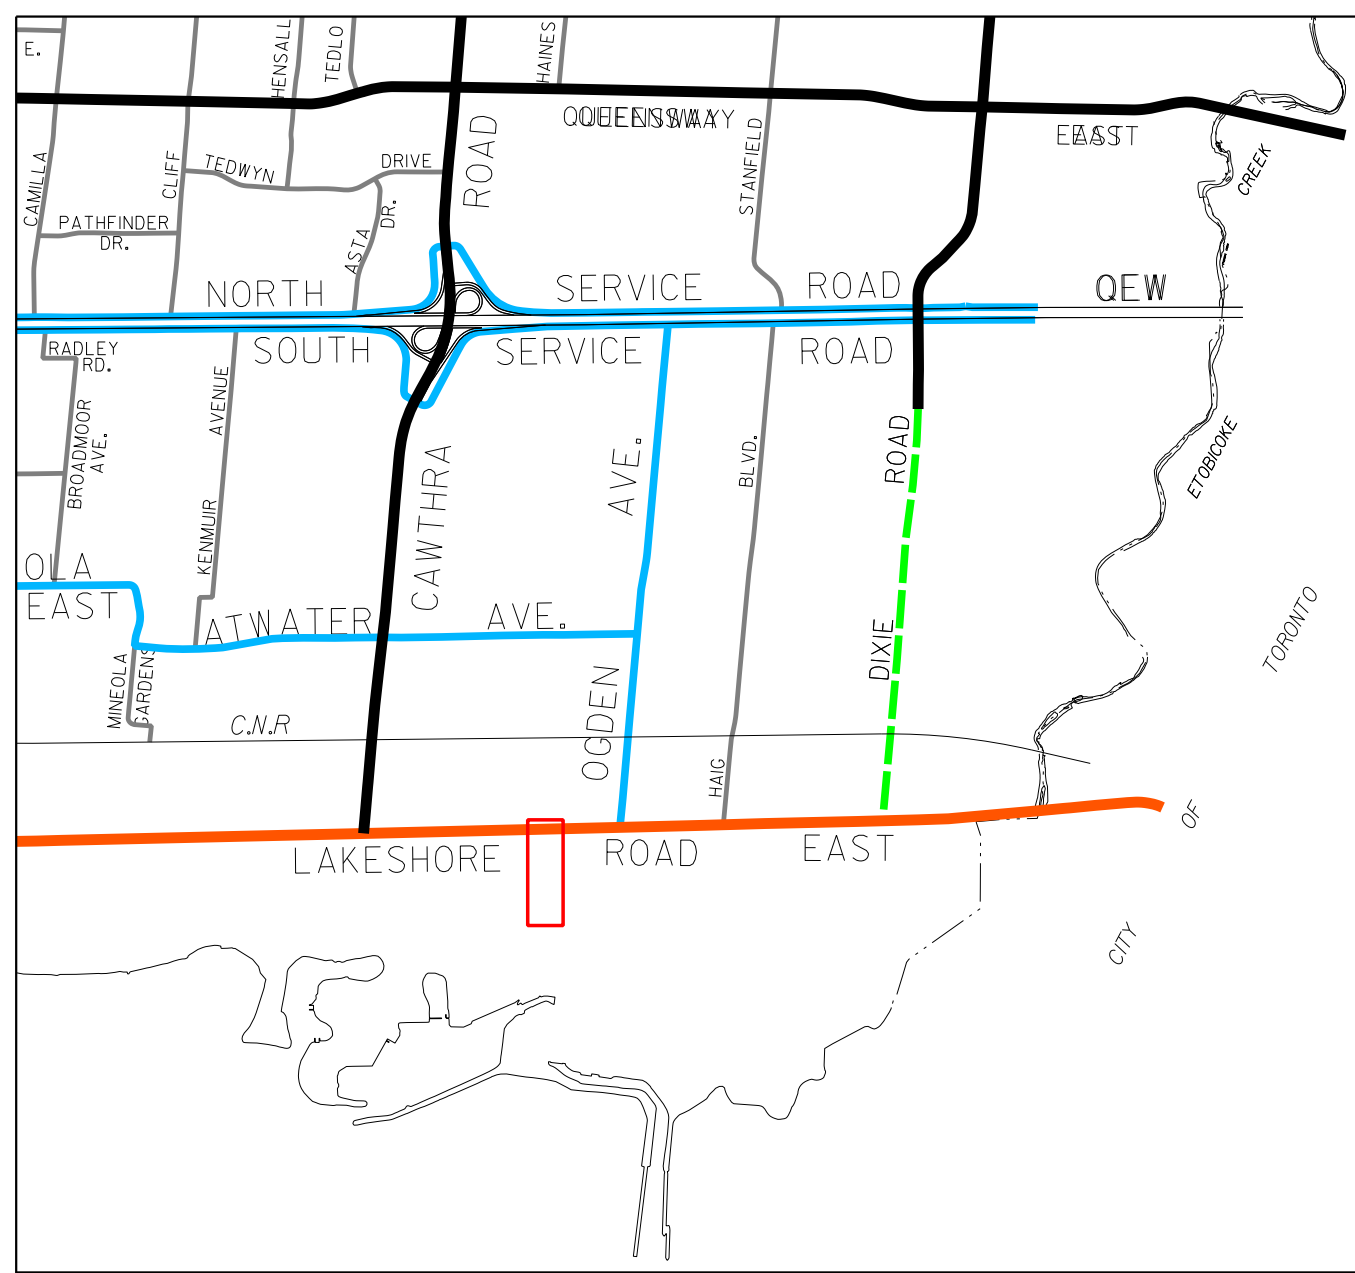 E.
HENSALL
TEDLO
HAINES
QUEENSWAY
EAST
CAMILLA
CLIFF
TEDWYN
DRIVE
ROAD
STANFIELD
CREEK
PATHFINDER
DR.
ASTA
DR.
NORTH
SERVICE
ROAD
QEW
SOUTH
SERVICE
ROAD
RADLEY
RD.
AVENUE
BROADMOOR
AVE.
KENMUIR
CAWTHRA
AVE.
BLVD.
ROAD
ETOBICOKE
OLA
EAST
ATWATER
AVE.
MINEOLA
GARDENS
C.N.R
OGDEN
HAIG
DIXIE
TORONTO
OF
CITY
LAKESHORE
ROAD
EAST